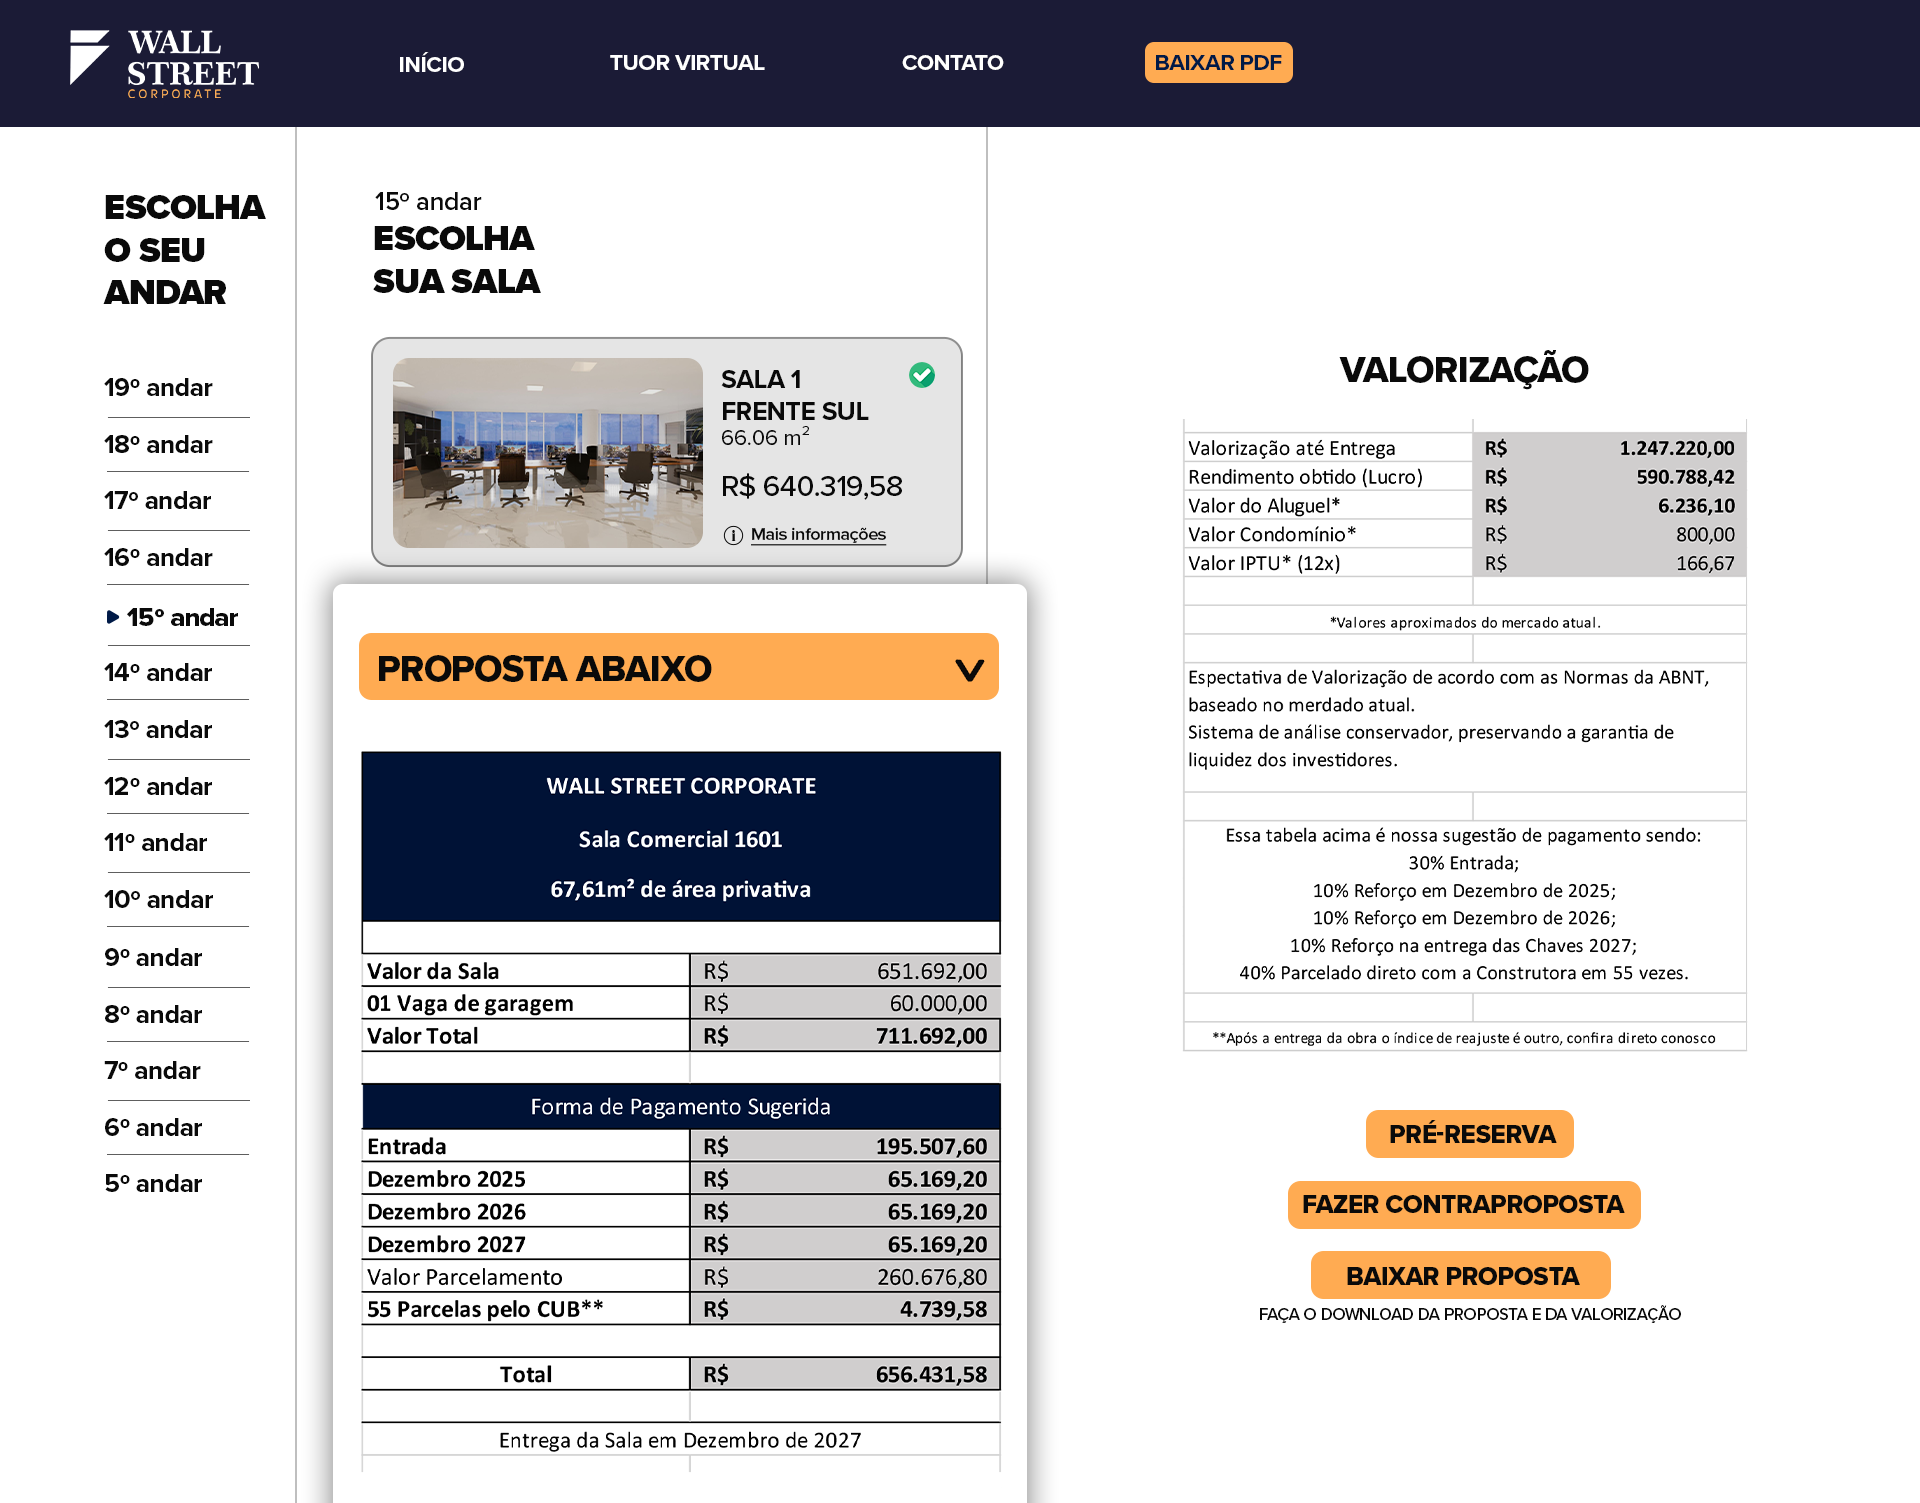 WALL
STREET
CORPORATE
INÍCIO
TUOR VIRTUAL
CONTATO
BAIXAR PDF
ESCOLHA
O SEU
ANDAR
19º andar
18º andar
17º andar
16º andar
15º andar
14º andar
13º andar
12º andar
11º andar
10º andar
9º andar
8º andar
7º andar
6º andar
5º andar
15º andar
ESCOLHA
SUA SALA
SALA 1
FRENTE SUL
66.06 m²
R$ 640.319,58
Mais informações
PROPOSTA ABAIXO
WALL STREET CORPORATE
Sala Comercial 1601
67,61m² de área privativa
Valor da Sala R$ 651.692,00
01 Vaga de garagem R$ 60.000,00
Valor Total R$ 711.692,00
Forma de Pagamento Sugerida
Entrada R$ 195.507,60
Dezembro 2025 R$ 65.169,20
Dezembro 2026 R$ 65.169,20
Dezembro 2027 R$ 65.169,20
Valor Parcelamento R$ 260.676,80
55 Parcelas pelo CUB** R$ 4.739,58
Total R$ 656.431,58
Entrega da Sala em Dezembro de 2027
VALORIZAÇÃO
Valorização até Entrega R$ 1.247.220,00
Rendimento obtido (Lucro) R$ 590.788,42
Valor do Aluguel* R$ 6.236,10
Valor Condomínio* R$ 800,00
Valor IPTU* (12x) R$ 166,67
*Valores aproximados do mercado atual.
Espectativa de Valorização de acordo com as Normas da ABNT,
baseado no merdado atual.
Sistema de análise conservador, preservando a garantia de
liquidez dos investidores.
Essa tabela acima é nossa sugestão de pagamento sendo:
30% Entrada;
10% Reforço em Dezembro de 2025;
10% Reforço em Dezembro de 2026;
10% Reforço na entrega das Chaves 2027;
40% Parcelado direto com a Construtora em 55 vezes.
**Após a entrega da obra o índice de reajuste é outro, confira direto conosco
PRÉ-RESERVA
FAZER CONTRAPROPOSTA
BAIXAR PROPOSTA
FAÇA O DOWNLOAD DA PROPOSTA E DA VALORIZAÇÃO